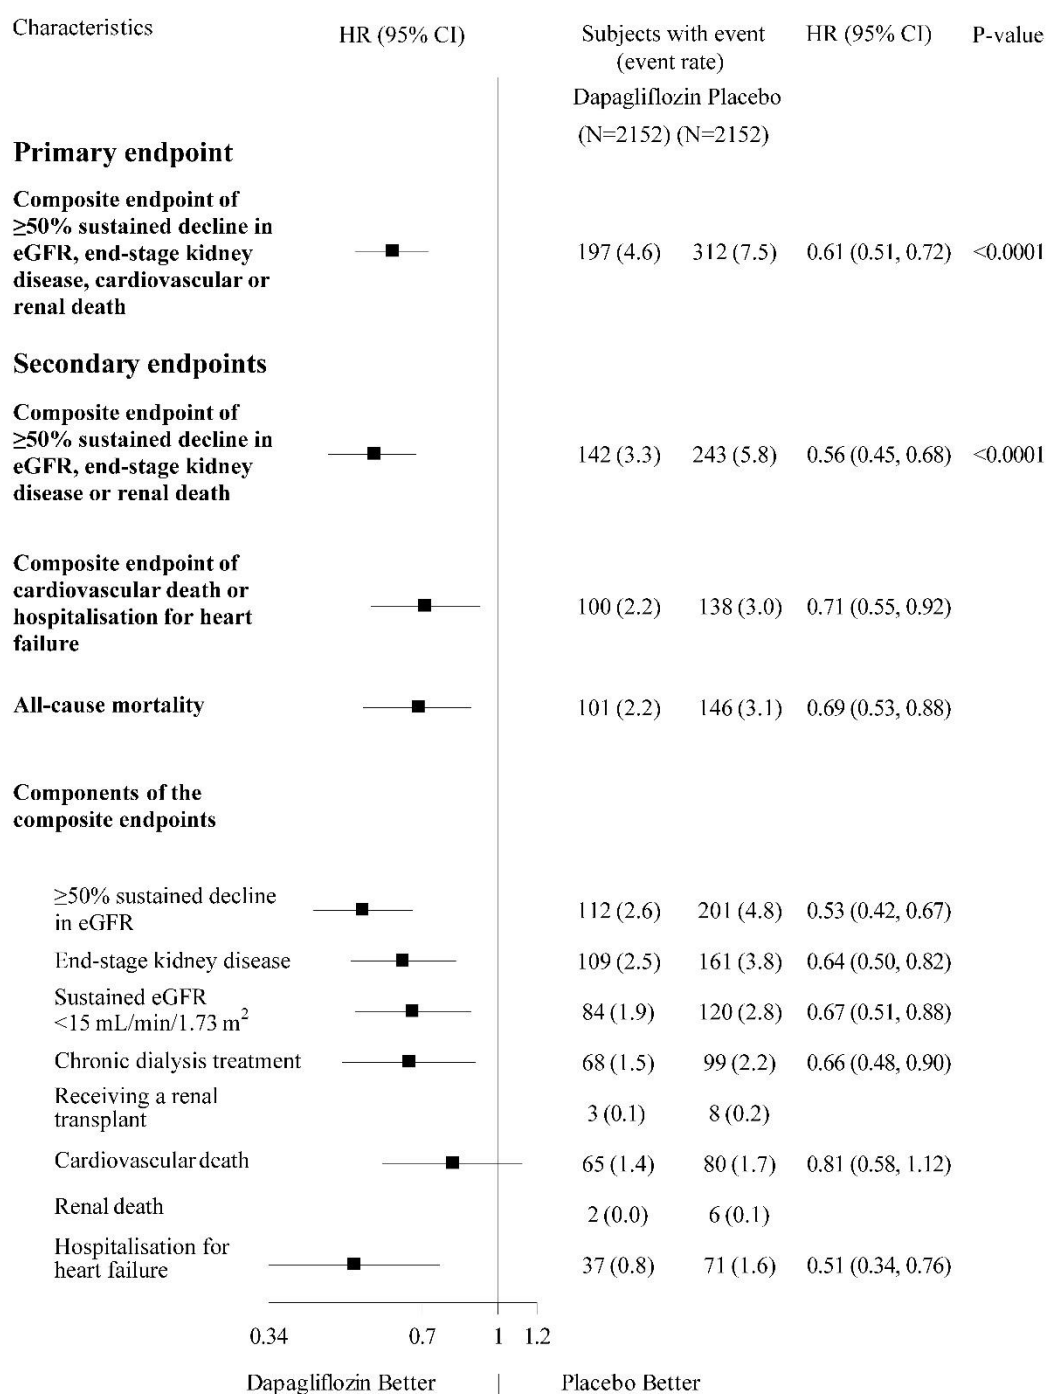 Characteristics HR (95% CI) Subjects with event HR (95% CI) P-value
(event rate)
Dapagliflozin Placebo
(N=2152) (N=2152)
Primary endpoint
Composite endpoint of
≥50% sustained decline in
eGFR, end-stage kidney 197 (4.6) 312 (7.5) 0.61 (0.51, 0.72) <0.0001
disease, cardiovascular or
renal death
Secondary endpoints
Composite endpoint of
≥50% sustained decline in
eGFR, end-stage kidney 142 (3.3) 243 (5.8) 0.56 (0.45, 0.68) <0.0001
disease or renal death
Composite endpoint of
cardiovascular death or
hospitalisation for heart 100 (2.2) 138 (3.0) 0.71 (0.55, 0.92)
failure
All-cause mortality 101 (2.2) 146 (3.1) 0.69 (0.53, 0.88)
Components of the
composite endpoints
≥50% sustained decline
in eGFR 112 (2.6) 201 (4.8) 0.53 (0.42, 0.67)
End-stage kidney disease 109 (2.5) 161 (3.8) 0.64 (0.50, 0.82)
Sustained eGFR
<15 mL/min/1.73 m² 84 (1.9) 120 (2.8) 0.67 (0.51, 0.88)
Chronic dialysis treatment 68 (1.5) 99 (2.2) 0.66 (0.48, 0.90)
Receiving a renal
transplant 3 (0.1) 8 (0.2)
Cardiovascular death 65 (1.4) 80 (1.7) 0.81 (0.58, 1.12)
Renal death 2 (0.0) 6 (0.1)
Hospitalisation for
heart failure 37 (0.8) 71 (1.6) 0.51 (0.34, 0.76)
0.34 0.7 1 1.2
Dapagliflozin Better | Placebo Better